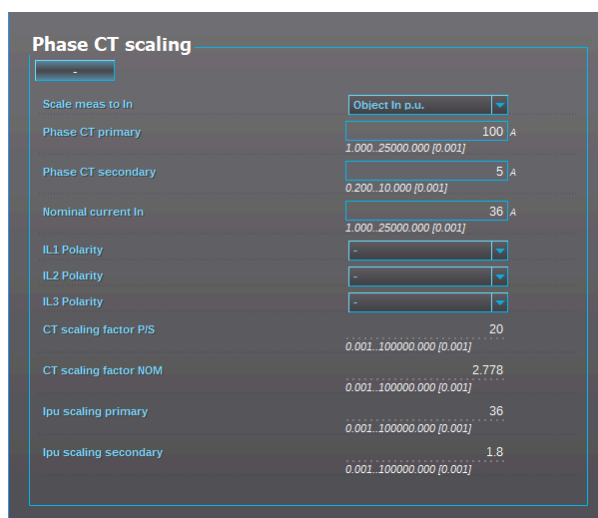 Phase CT scaling
-
Scale meas to In Object In p.u.
Phase CT primary 100 A
1.000..25000.000 [0.001]
Phase CT secondary 5 A
0.200..10.000 [0.001]
Nominal current In 36 A
1.000..25000.000 [0.001]
IL1 Polarity -
IL2 Polarity -
IL3 Polarity -
CT scaling factor P/S 20
0.001..100000.000 [0.001]
CT scaling factor NOM 2.778
0.001..100000.000 [0.001]
Ipu scaling primary 36
0.001..100000.000 [0.001]
Ipu scaling secondary 1.8
0.001..100000.000 [0.001]